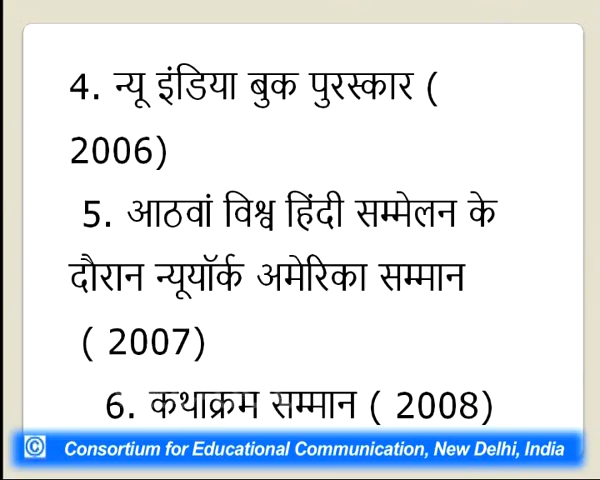 4. न्यू इंडिया बुक पुरस्कार (
2006)
5. आठवां विश्व हिंदी सम्मेलन के
दौरान न्यूयॉर्क अमेरिका सम्मान
( 2007)
6. कथाक्रम सम्मान ( 2008)
© Consortium for Educational Communication, New Delhi, India